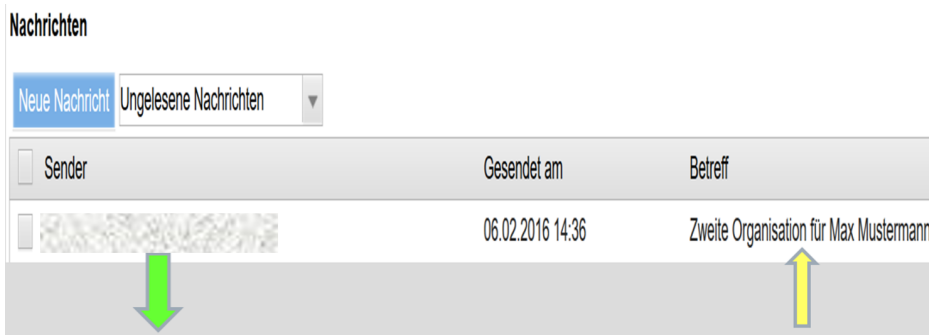 Nachrichten
Neue Nachricht Ungelesene Nachrichten
Sender Gesendet am Betreff
06.02.2016 14:36 Zweite Organisation für Max Mustermann